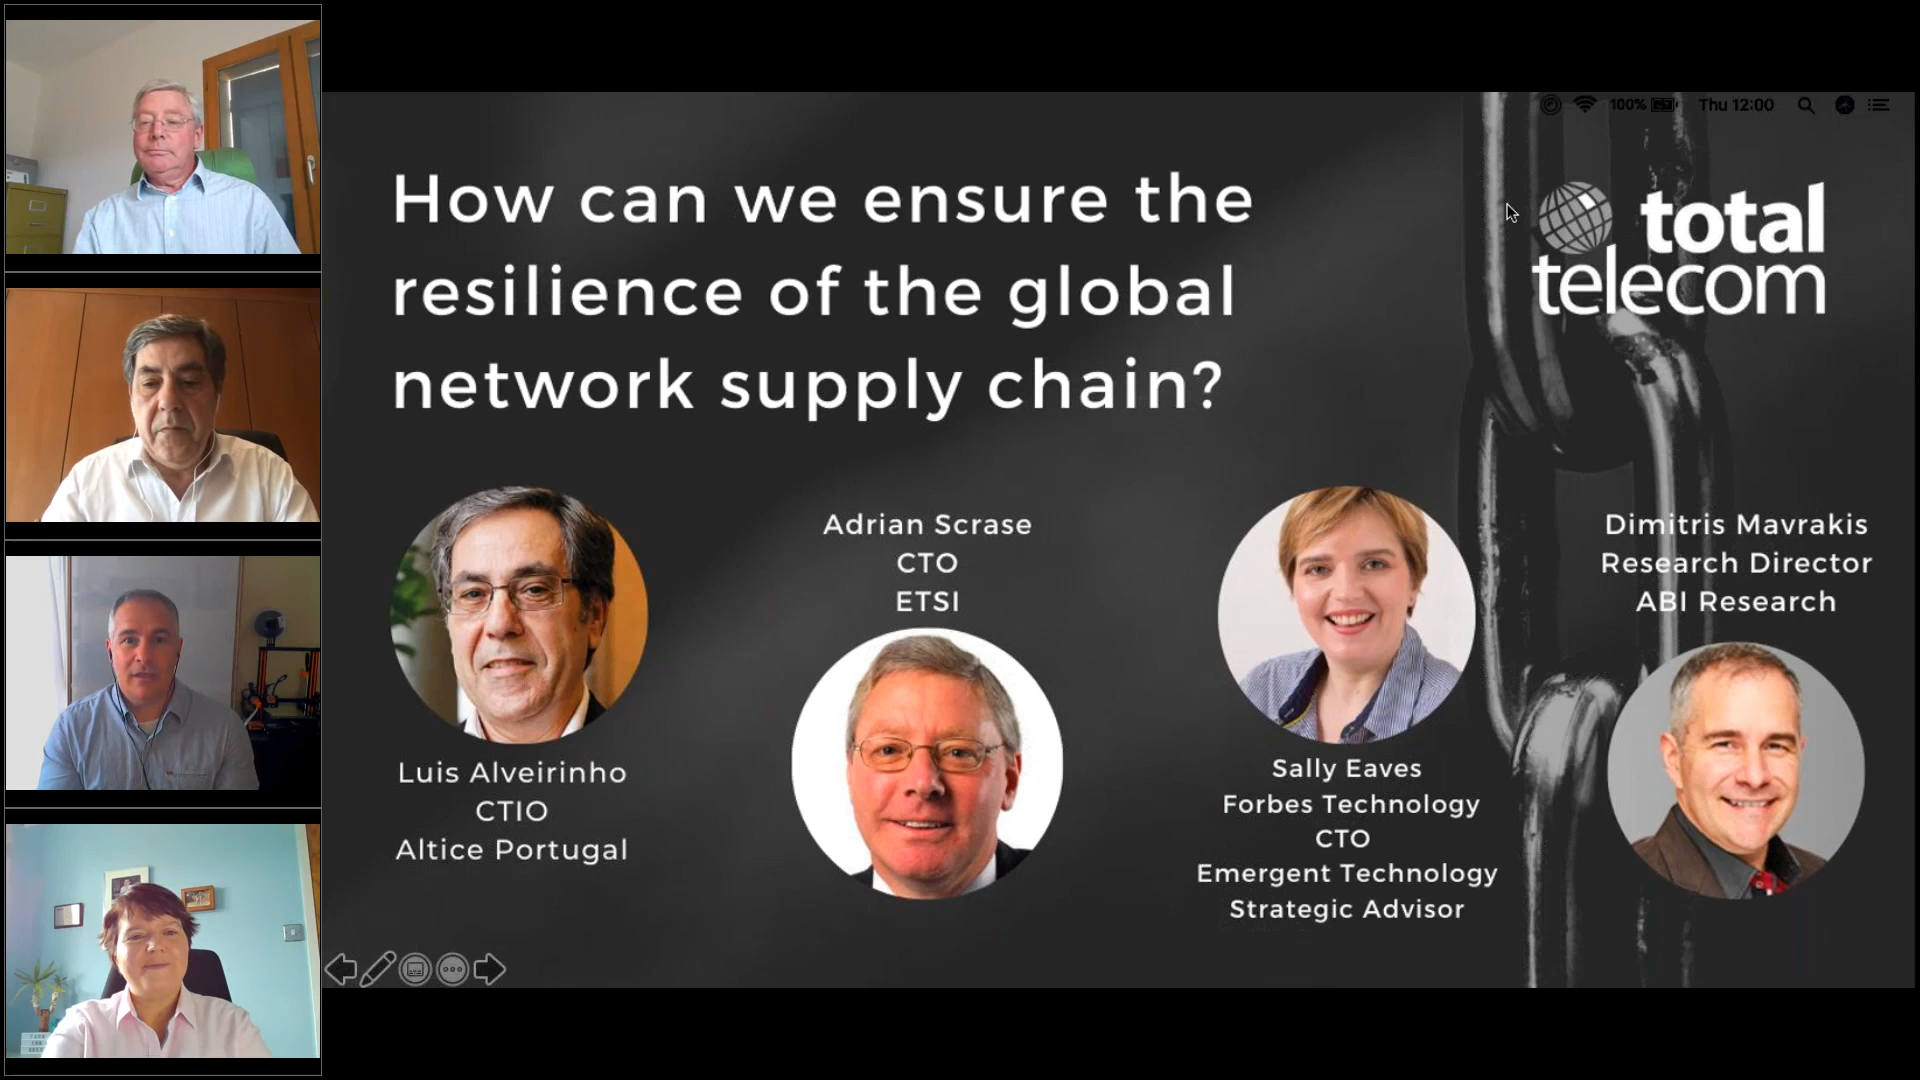 100%
Thu 12:00
How can we ensure the
resilience of the global
network supply chain?
total
telecom
Luis Alveirinho
CTIO
Altice Portugal
Adrian Scrase
CTO
ETSI
Sally Eaves
Forbes Technology
CTO
Emergent Technology
Strategic Advisor
Dimitris Mavrakis
Research Director
ABI Research